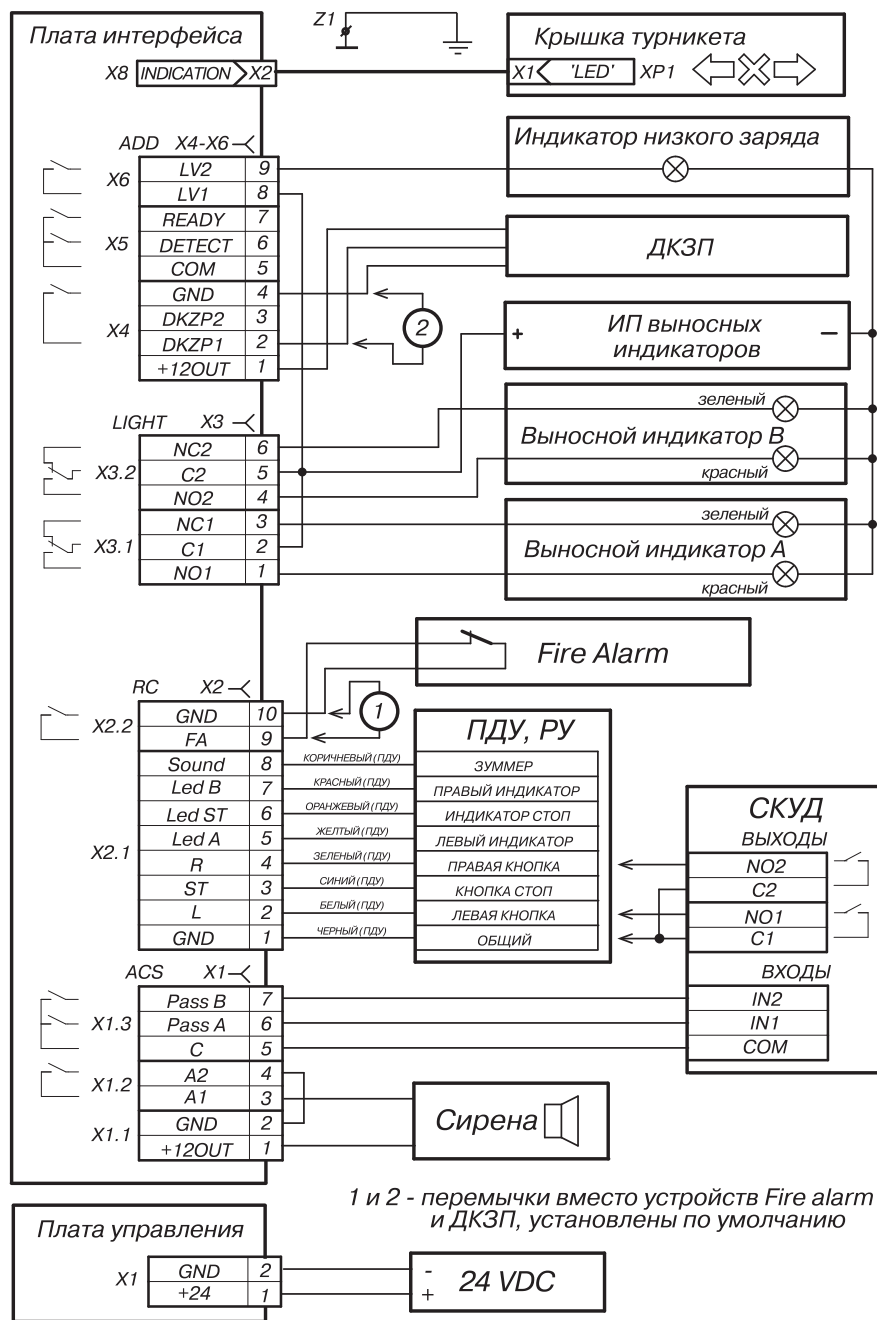 Плата интерфейса
Z1
Крышка турникета
X8 INDICATION X2
X1 'LED' XP1
ADD X4-X6
Индикатор низкого заряда
X6
LV2 9
LV1 8
X5
READY 7
DETECT 6
COM 5
ДКЗП
X4
GND 4
DKZP2 3
DKZP1 2
+12OUT 1
2
+ ИП выносных индикаторов –
LIGHT X3
X3.2
NC2 6
C2 5
NO2 4
зеленый
Выносной индикатор В
красный
X3.1
NC1 3
C1 2
NO1 1
зеленый
Выносной индикатор А
красный
Fire Alarm
RC X2
X2.2
GND 10
FA 9
1
ПДУ, РУ
X2.1
Sound 8 КОРИЧНЕВЫЙ (ПДУ) ЗУММЕР
Led B 7 КРАСНЫЙ (ПДУ) ПРАВЫЙ ИНДИКАТОР
Led ST 6 ОРАНЖЕВЫЙ (ПДУ) ИНДИКАТОР СТОП
Led A 5 ЖЕЛТЫЙ (ПДУ) ЛЕВЫЙ ИНДИКАТОР
R 4 ЗЕЛЕНЫЙ (ПДУ) ПРАВАЯ КНОПКА
ST 3 СИНИЙ (ПДУ) КНОПКА СТОП
L 2 БЕЛЫЙ (ПДУ) ЛЕВАЯ КНОПКА
GND 1 ЧЕРНЫЙ (ПДУ) ОБЩИЙ
СКУД
ВЫХОДЫ
NO2
C2
NO1
C1
ВХОДЫ
IN2
IN1
COM
ACS X1
X1.3
Pass B 7
Pass A 6
C 5
X1.2
A2 4
A1 3
X1.1
GND 2
+12OUT 1
Сирена
1 и 2 - перемычки вместо устройств Fire alarm
и ДКЗП, установлены по умолчанию
Плата управления
X1
GND 2
+24 1
- 24 VDC
+